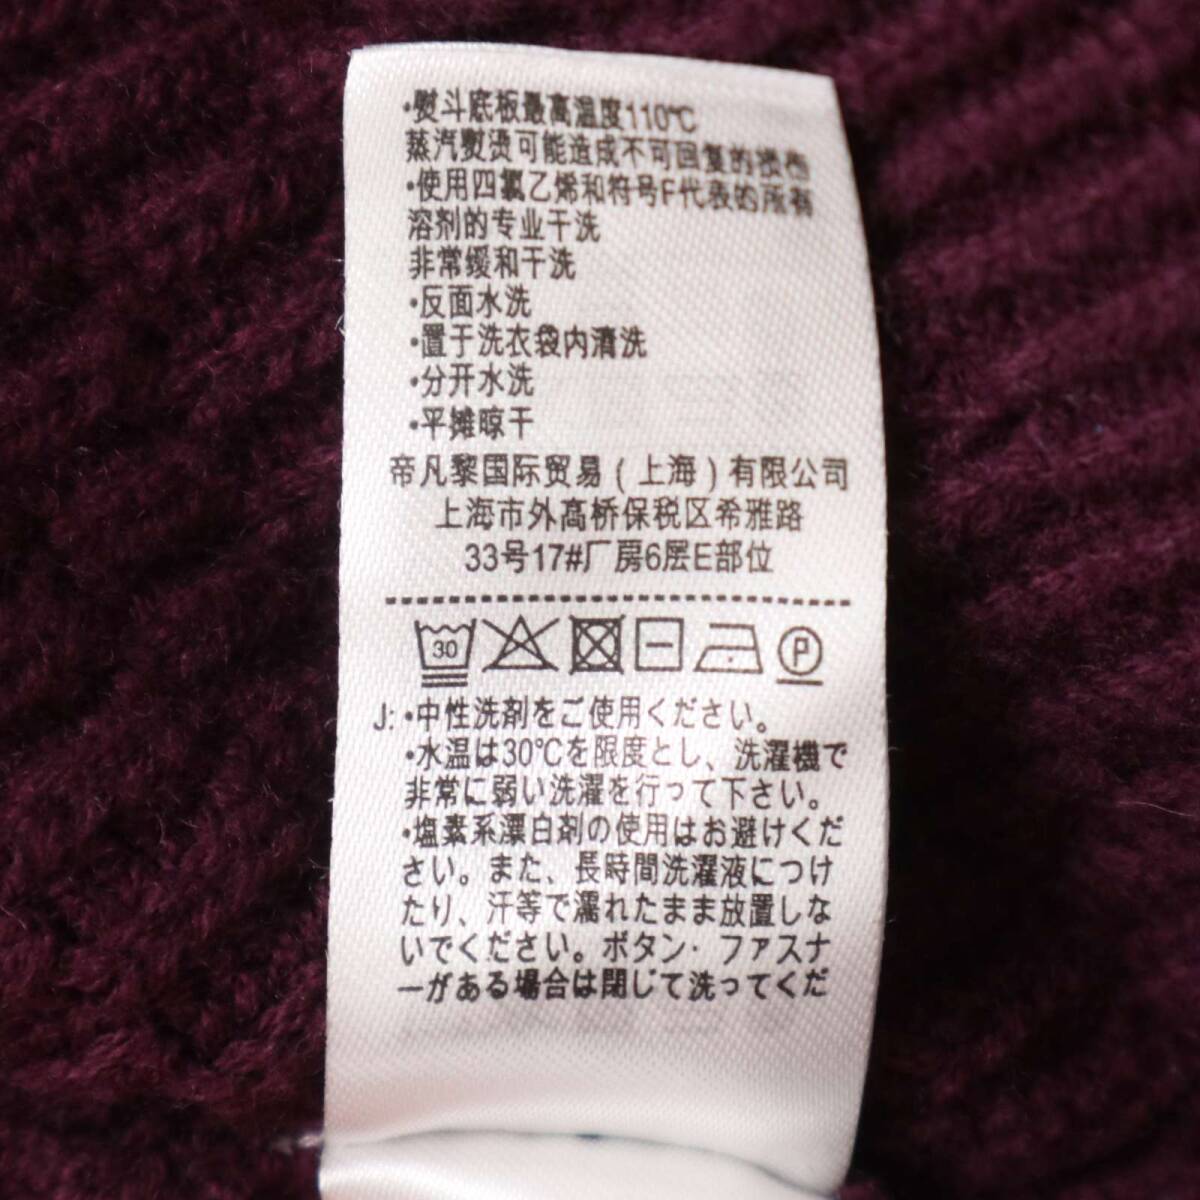 •熨斗底板最高温度110℃
蒸汽熨烫可能造成不可回复的损伤
•使用四氯乙烯和符号F代表的所有
溶剂的专业干洗
非常缓和干洗
•反面水洗
•置于洗衣袋内清洗
•分开水洗
•平摊晾干
帝凡黎国际贸易(上海)有限公司
上海市外高桥保税区希雅路
33号17#厂房6层E部位
30 P
J: •中性洗剤をご使用ください。
•水温は30℃を限度とし、洗濯機で
非常に弱い洗濯を行って下さい。
•塩素系漂白剤の使用はお避けくだ
さい。また、長時間洗濯液につけ
たり、汗等で濡れたまま放置しな
いでください。ボタン・ファスナ
ーがある場合は閉じて洗ってくだ